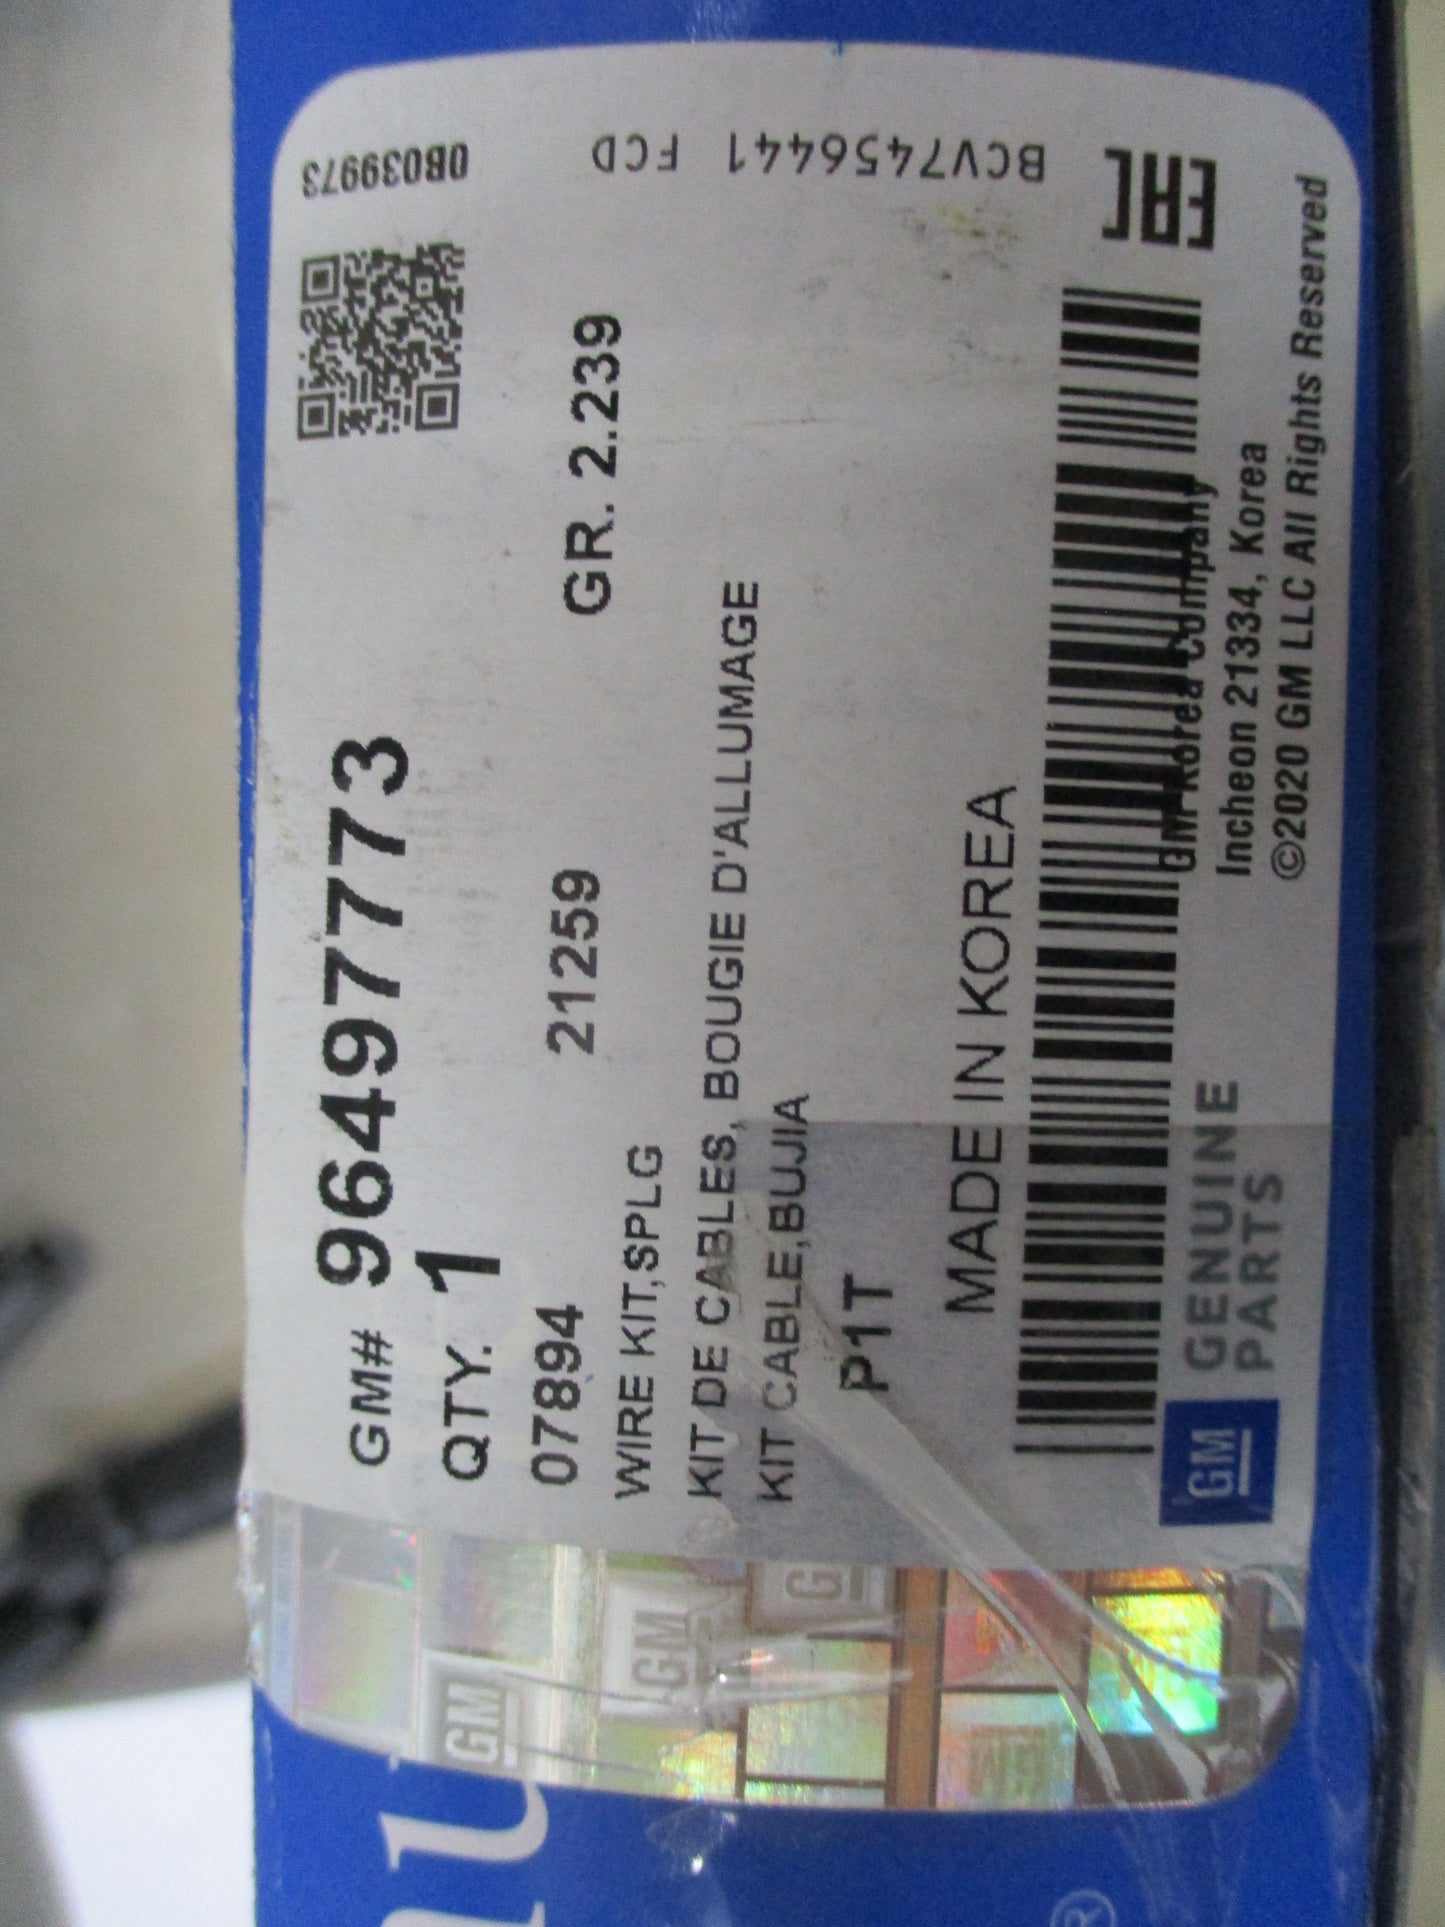 GM# 96497773
QTY. 1
07894 21259 GR. 2.239
WIRE KIT,SPLG
KIT DE CABLES, BOUGIE D'ALLUMAGE
KIT CABLE,BUJIA
P1T
MADE IN KOREA
GM Korea Company
Incheon 21334, Korea
©2020 GM LLC All Rights Reserved
GM GENUINE
PARTS
0B039973
BCV7456441 FCD
EAC
GM
GM
G
®